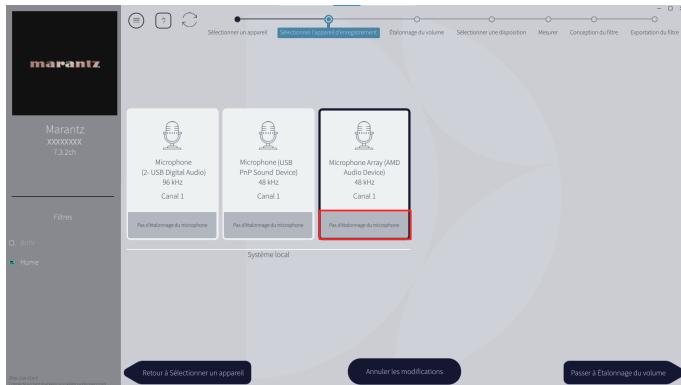 ?
Sélectionner un appareil
Sélectionner l'appareil d'enregistrement
Étalonnage du volume
Sélectionner une disposition
Mesurer
Conception du filtre
Exportation du filtre
marantz
Marantz
XXXXXXXX
7.3.2ch
Microphone
(2- USB Digital Audio)
96 kHz
Canal 1
Pas d'étalonnage du microphone
Microphone (USB
PnP Sound Device)
48 kHz
Canal 1
Pas d'étalonnage du microphone
Microphone Array (AMD
Audio Device)
48 kHz
Canal 1
Pas d'étalonnage du microphone
Système local
Filtres
Retour à Sélectionner un appareil
Annuler les modifications
Passer à Étalonnage du volume